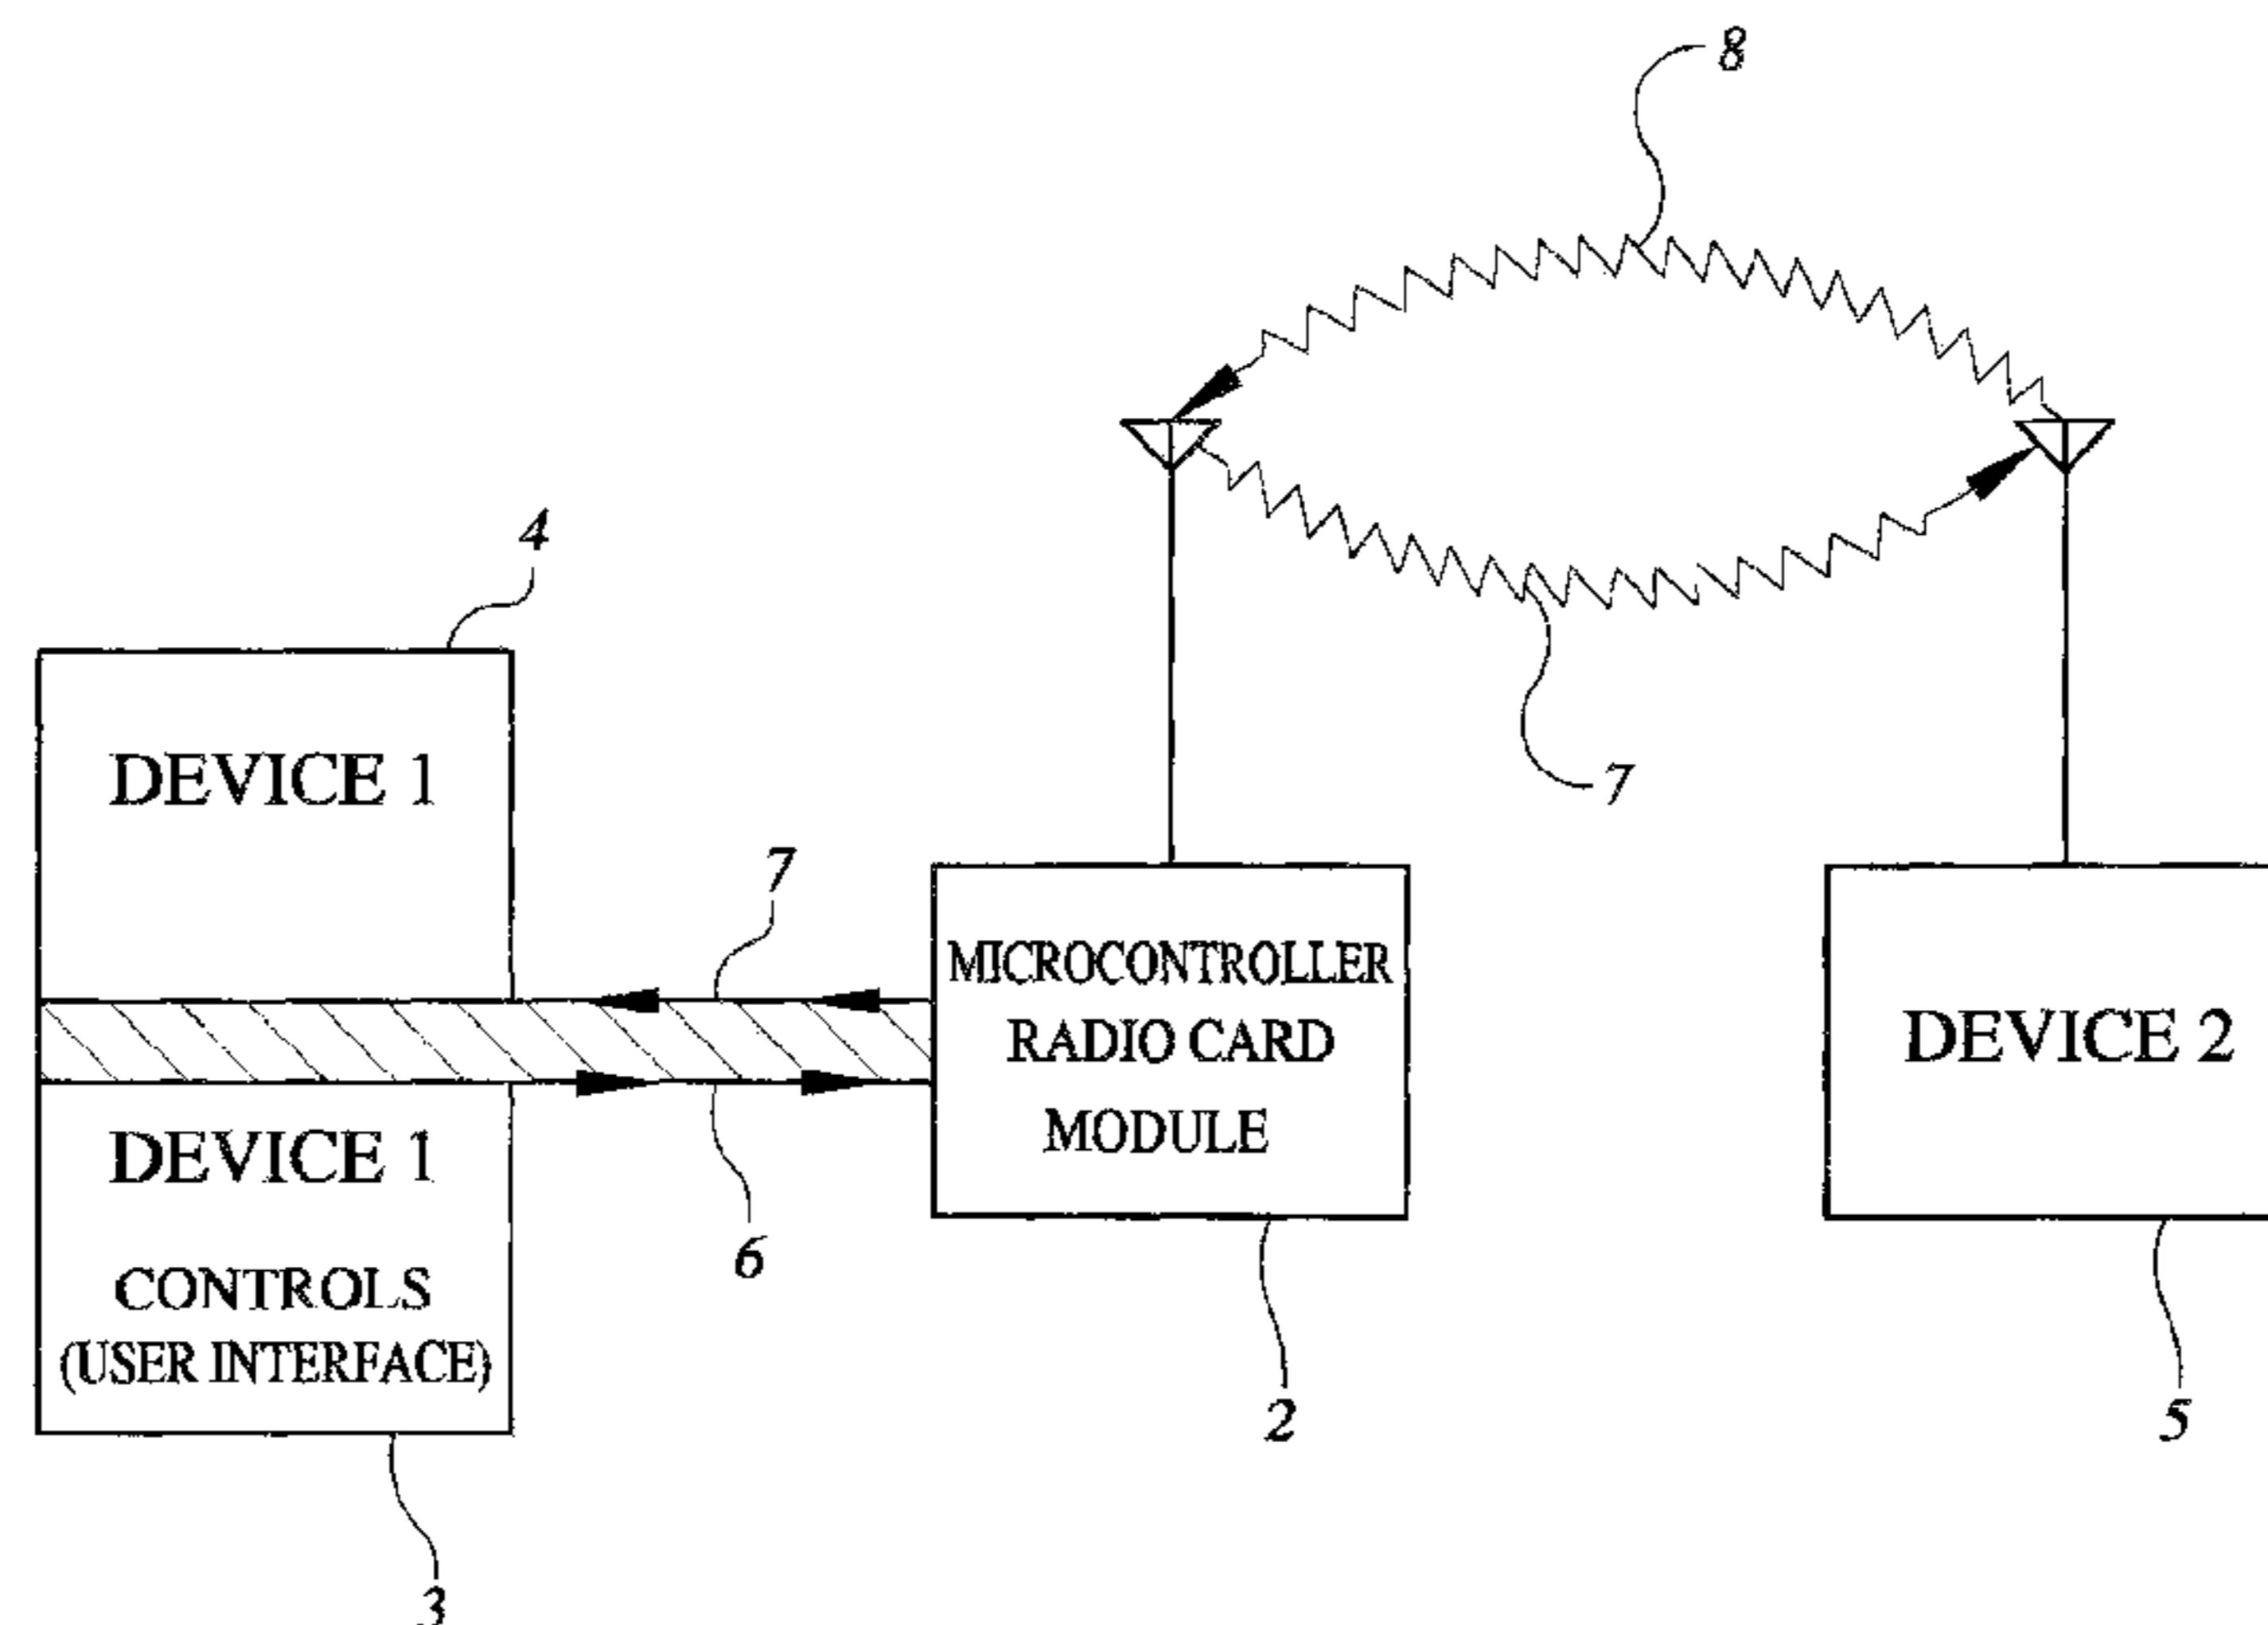 8
4
DEVICE 1
7
7
MICROCONTROLLER
RADIO CARD
MODULE
DEVICE 2
DEVICE 1
CONTROLS
(USER INTERFACE)
6
2
5
3